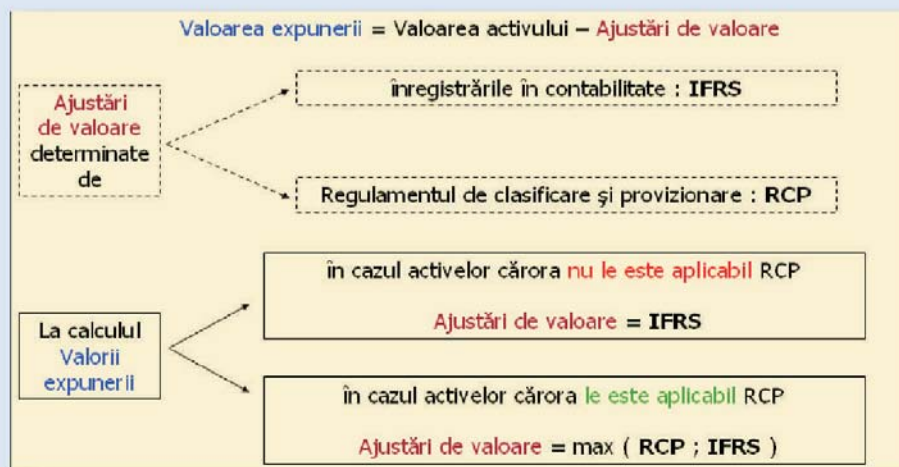 Valoarea expunerii = Valoarea activului – Ajustări de valoare
Ajustări
de valoare
determinate
de
înregistrările în contabilitate : IFRS
Regulamentul de clasificare şi provizionare : RCP
La calculul
Valorii
expunerii
în cazul activelor cărora nu le este aplicabil RCP
Ajustări de valoare = IFRS
în cazul activelor cărora le este aplicabil RCP
Ajustări de valoare = max ( RCP ; IFRS )